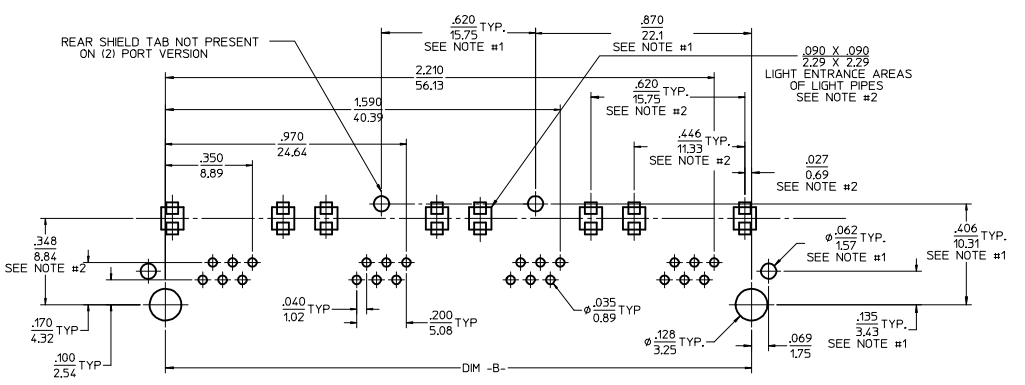 .620 TYP.
15.75
SEE NOTE #1
.870
22.1
SEE NOTE #1
REAR SHIELD TAB NOT PRESENT
ON (2) PORT VERSION
.090 X .090
2.29 X 2.29
LIGHT ENTRANCE AREAS
OF LIGHT PIPES
SEE NOTE #2
2.210
56.13
1.590
40.39
.620 TYP.
15.75
SEE NOTE #2
.970
24.64
.446 TYP.
11.33
SEE NOTE #2
.350
8.89
.027
0.69
SEE NOTE #2
.348
8.84
SEE NOTE #2
ø.062 TYP.
1.57
SEE NOTE #1
.406 TYP.
10.31
SEE NOTE #1
.040 TYP
1.02
.200 TYP
5.08
ø.035 TYP
0.89
.170 TYP
4.32
.100 TYP
2.54
ø.128 TYP.
3.25
.069
1.75
.135 TYP.
3.43
SEE NOTE #1
DIM -B-